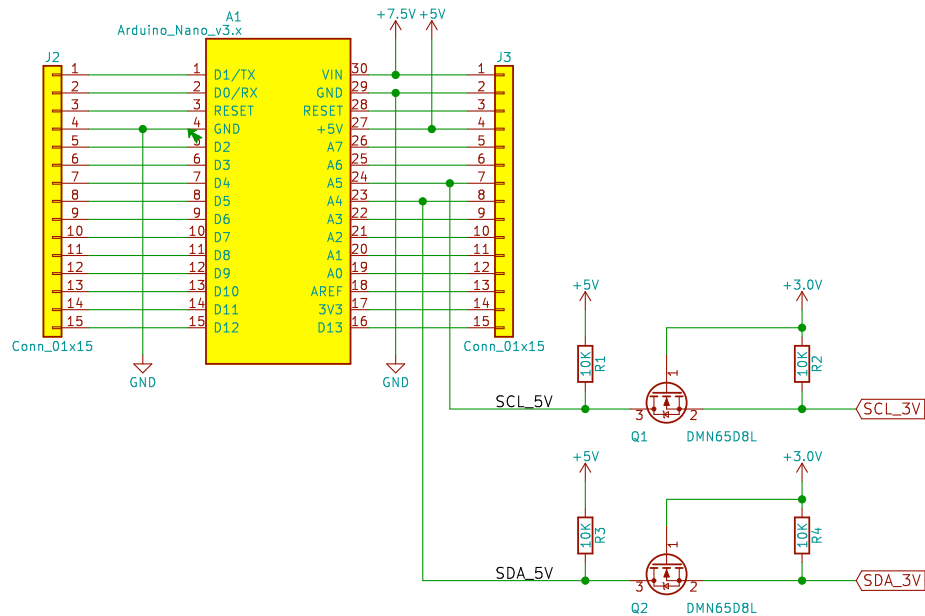 A1
Arduino_Nano_v3.x
+7.5V +5V
J2
J3
1 1 D1/TX VIN 30 1
2 2 D0/RX GND 29 2
3 3 RESET RESET 28 3
4 4 GND +5V 27 4
5 5 D2 A7 26 5
6 6 D3 A6 25 6
7 7 D4 A5 24 7
8 8 D5 A4 23 8
9 9 D6 A3 22 9
10 10 D7 A2 21 10
11 11 D8 A1 20 11
12 12 D9 A0 19 12
13 13 D10 AREF 18 13
14 14 D11 3V3 17 14
15 15 D12 D13 16 15
Conn_01x15
Conn_01x15
GND
GND
+5V
+3.0V
10K R1
10K R2
1
SCL_5V
3
2
SCL_3V
Q1
DMN65D8L
+5V
+3.0V
10K R3
10K R4
1
SDA_5V
3
2
SDA_3V
Q2
DMN65D8L